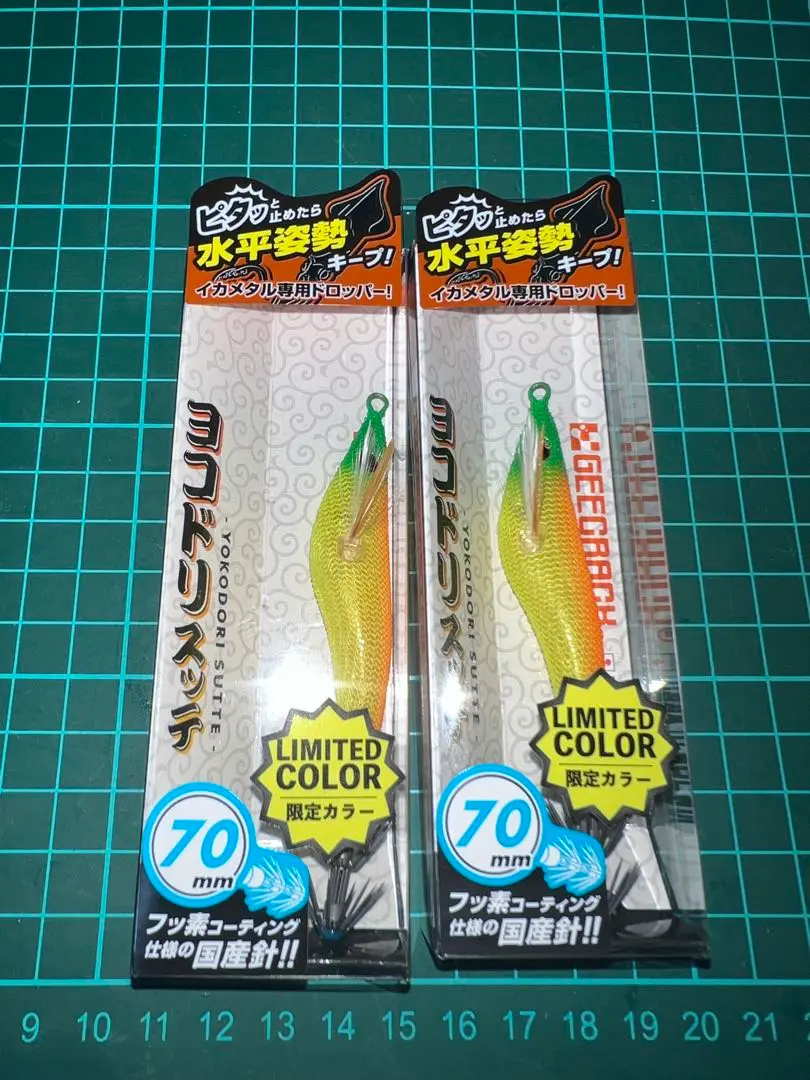 ピタッと
止めたら
水平姿勢
キープ!
イカメタル専用ドロッパー!
ヨコドリスッテ
- YOKODORI SUTTE -
LIMITED
COLOR
限定カラー
70
mm
フッ素コーティング
仕様の国産針!!
ピタッと
止めたら
水平姿勢
キープ!
イカメタル専用ドロッパー!
ヨコドリス
- YOKODORI SUTTE -
GEECRACK
LIMITED
COLOR
限定カラー
70
mm
フッ素コーティング
仕様の国産針!!
9 10 11 12 13 14 15 16 17 18 19 20 21